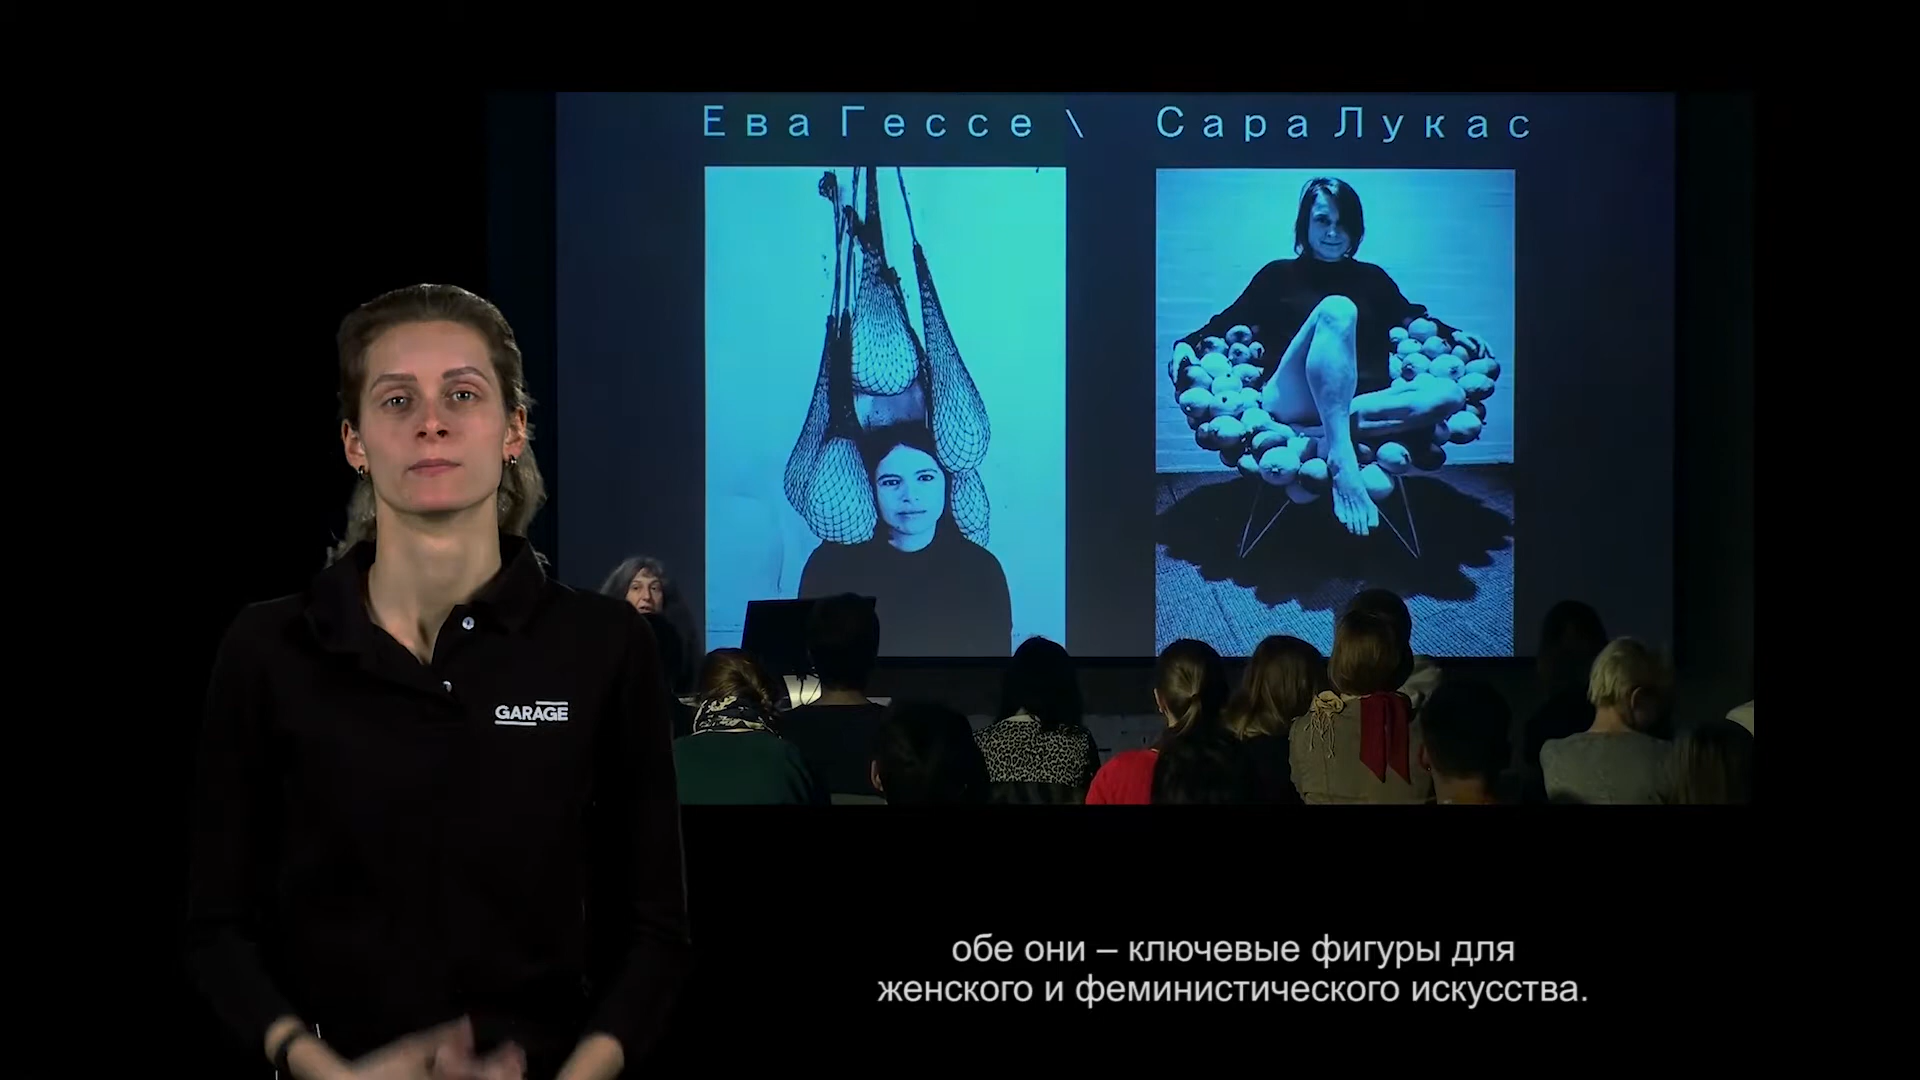 Ева Гессе \ Сара Лукас
GARAGE
обе они – ключевые фигуры для
женского и феминистического искусства.